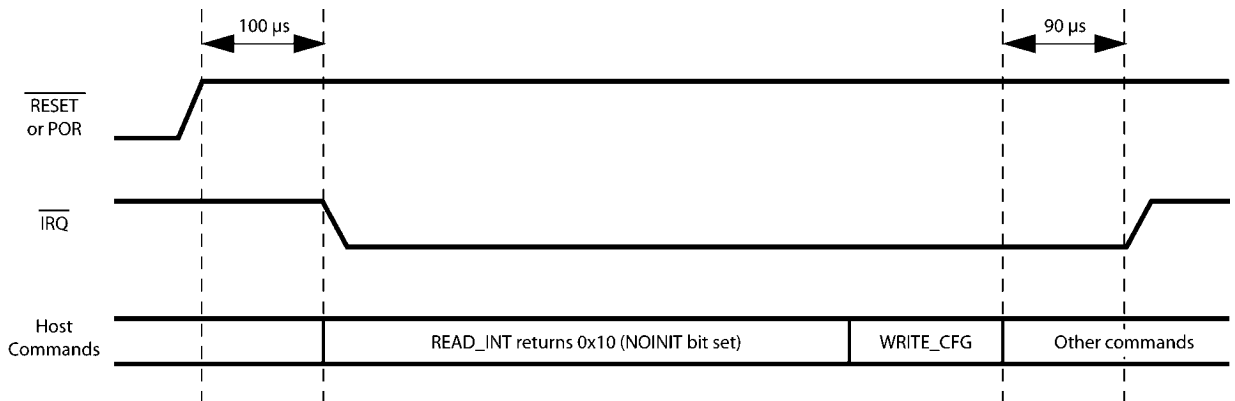 100 µs
90 µs
RESET
or POR
IRQ
Host
Commands
READ_INT returns 0x10 (NOINIT bit set)
WRITE_CFG
Other commands